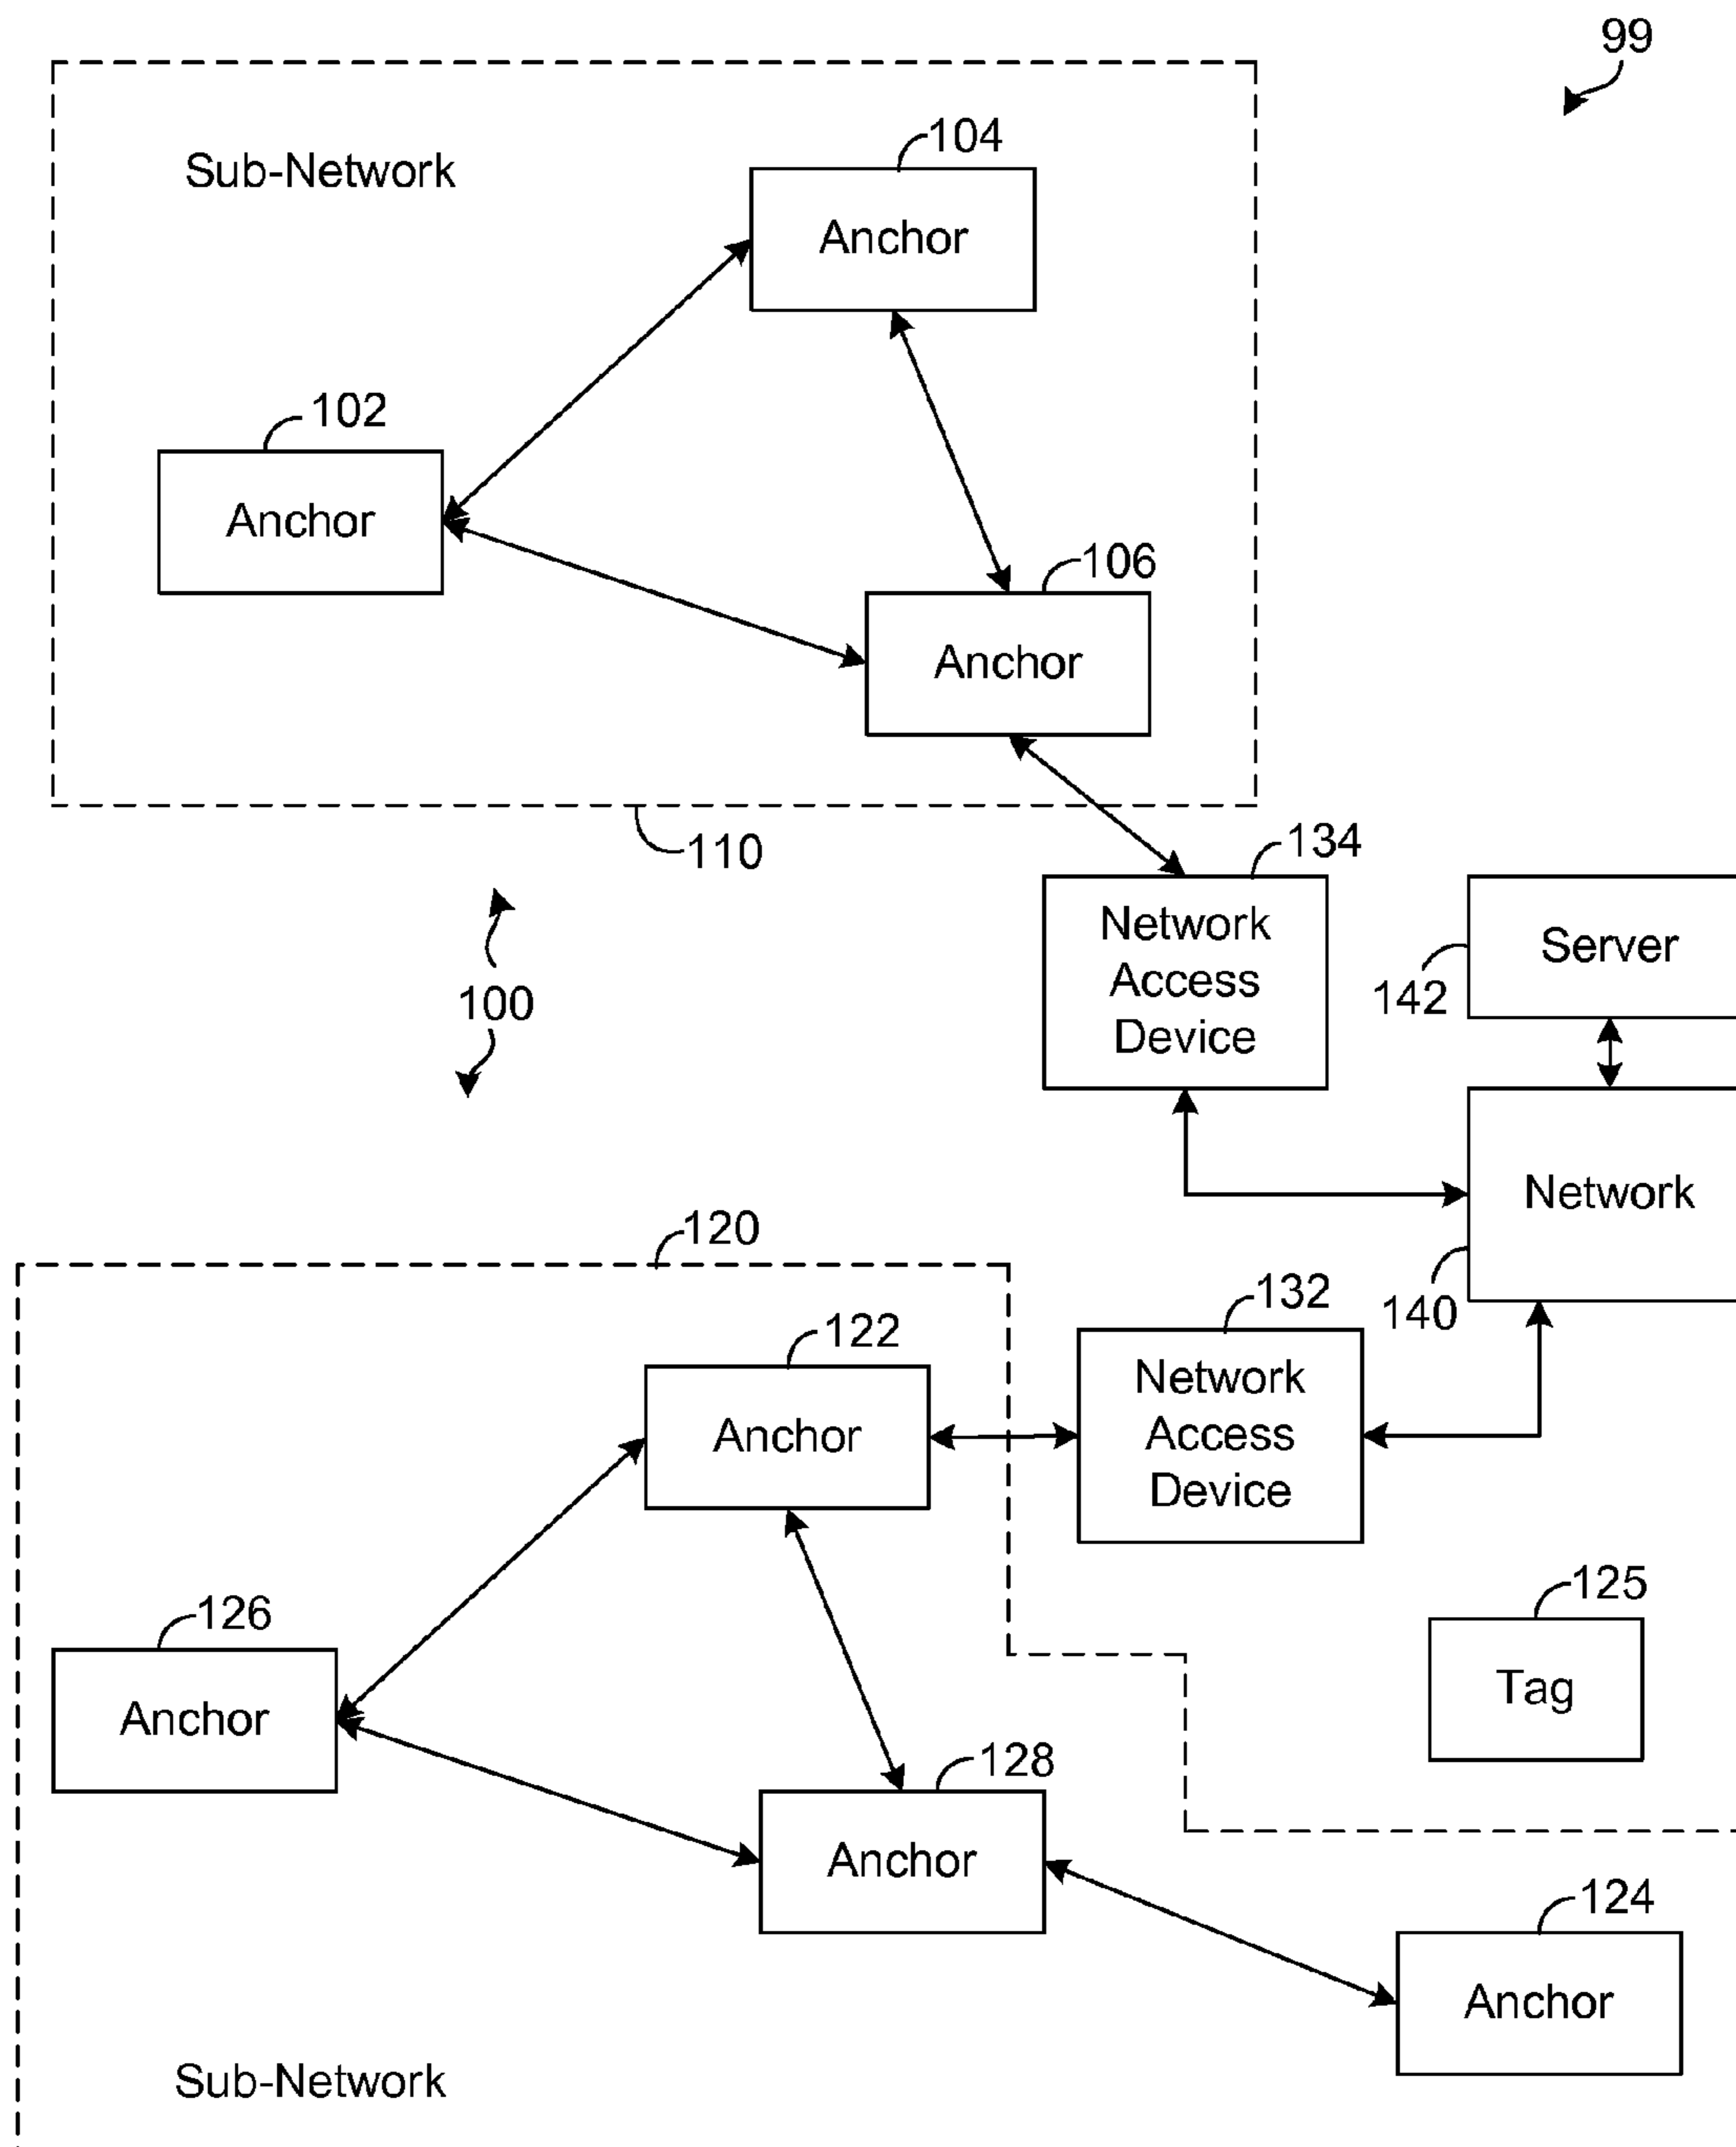 99
Sub-Network
104
Anchor
102
Anchor
106
Anchor
110
134
Network
Access
Device
Server
142
100
Network
140
120
132
Network
Access
Device
122
Anchor
125
Tag
126
Anchor
128
Anchor
124
Anchor
Sub-Network